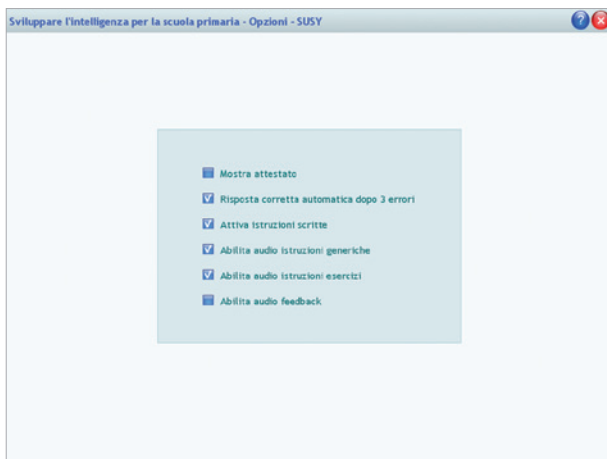 Sviluppare l'intelligenza per la scuola primaria - Opzioni - SUSY
?
Mostra attestato
Risposta corretta automatica dopo 3 errori
Attiva istruzioni scritte
Abilita audio istruzioni generiche
Abilita audio istruzioni esercizi
Abilita audio feedback